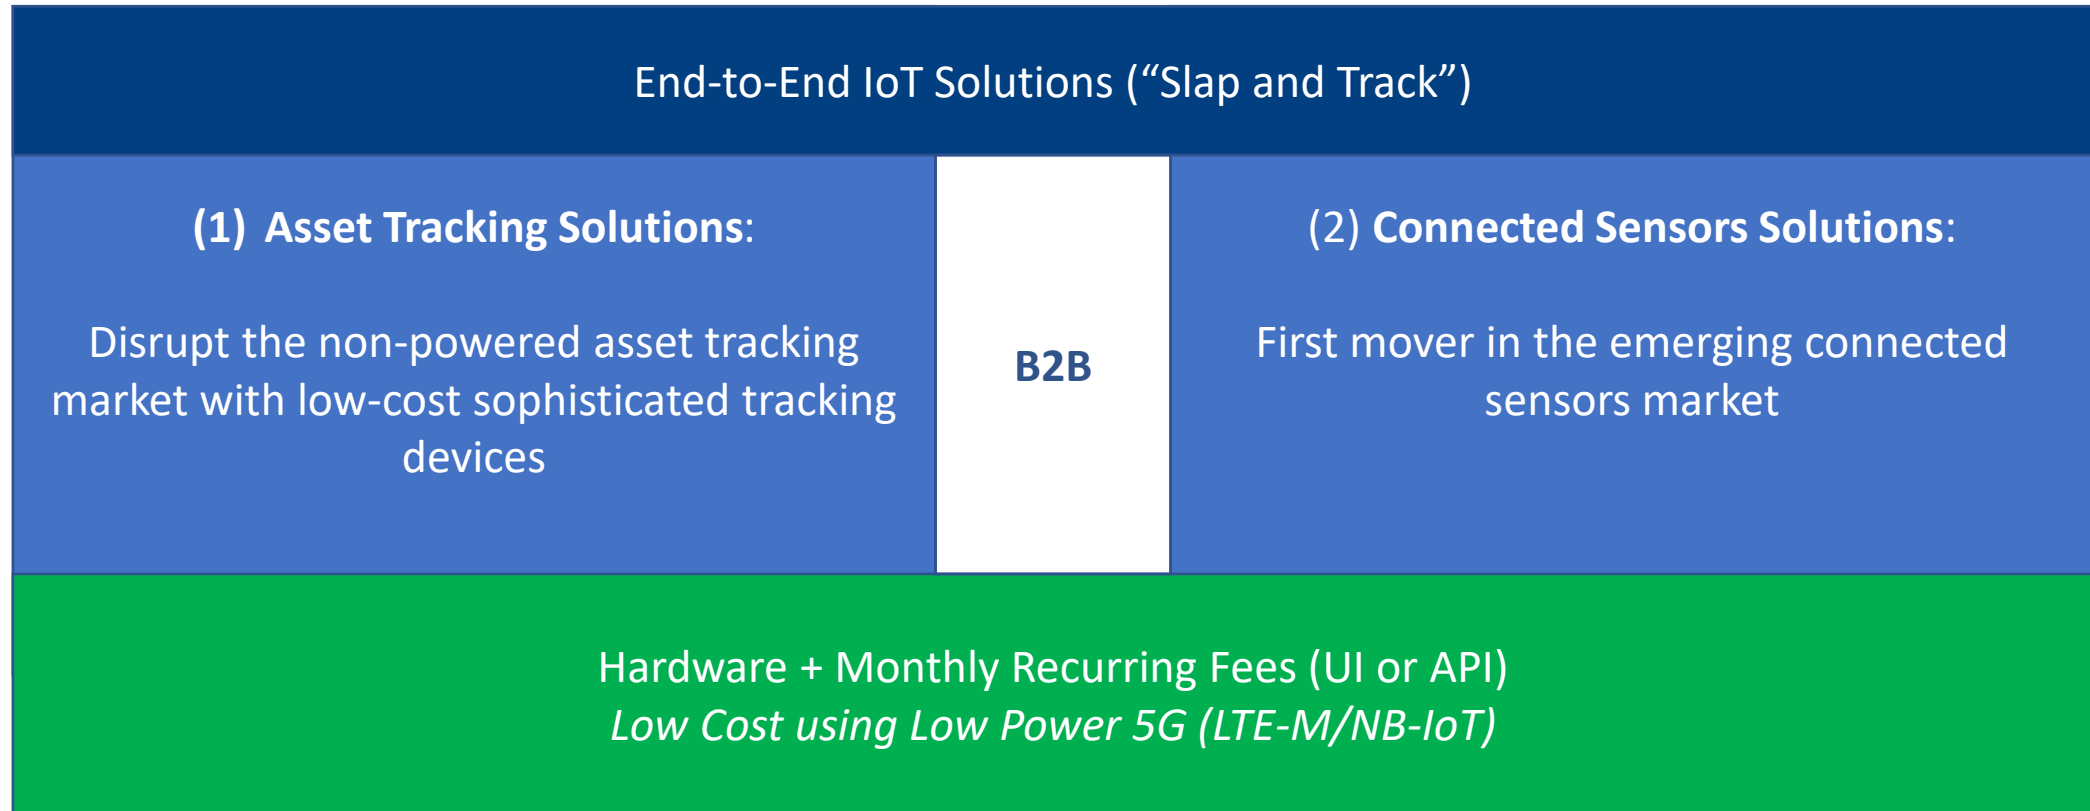 End-to-End IoT Solutions (“Slap and Track”)
(1) Asset Tracking Solutions:
Disrupt the non-powered asset tracking
market with low-cost sophisticated tracking
devices
B2B
(2) Connected Sensors Solutions:
First mover in the emerging connected
sensors market
Hardware + Monthly Recurring Fees (UI or API)
Low Cost using Low Power 5G (LTE-M/NB-IoT)